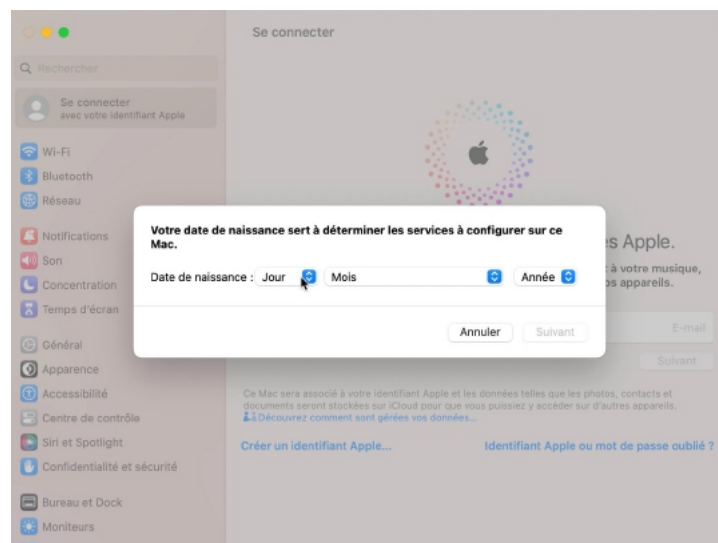 Se connecter
Rechercher
Se connecter
avec votre identifiant Apple
Wi-Fi
Bluetooth
Réseau
Notifications
Son
Concentration
Temps d'écran
Général
Apparence
Accessibilité
Centre de contrôle
Siri et Spotlight
Confidentialité et sécurité
Bureau et Dock
Moniteurs
Votre date de naissance sert à déterminer les services à configurer sur ce
Mac.
Date de naissance : Jour Mois Année
Annuler Suivant
Apple.
à votre musique,
appareils.
E-mail
Suivant
Ce Mac sera associé à votre identifiant Apple et les données telles que les photos, contacts et
documents seront stockées sur iCloud pour que vous puissiez y accéder sur d'autres appareils.
Découvrez comment sont gérées vos données...
Créer un identifiant Apple... Identifiant Apple ou mot de passe oublié ?